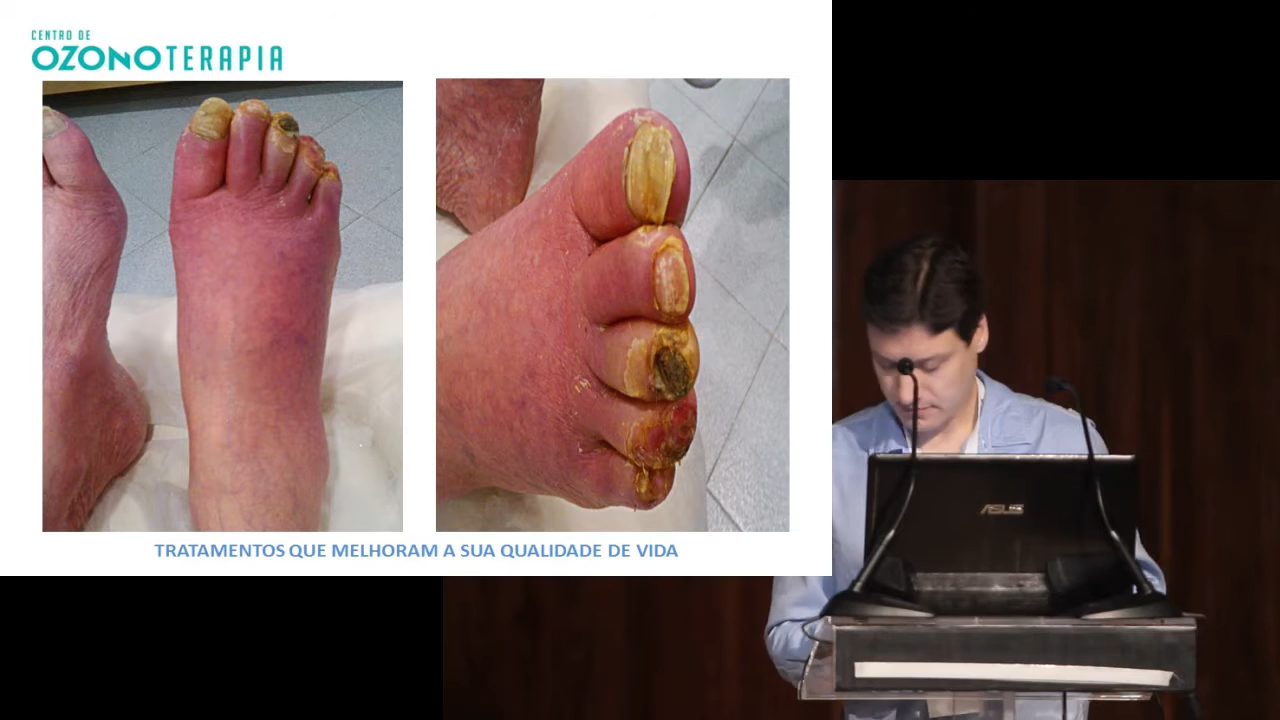 CENTRO DE
OZONOTERAPIA
TRATAMENTOS QUE MELHORAM A SUA QUALIDADE DE VIDA
ASUS